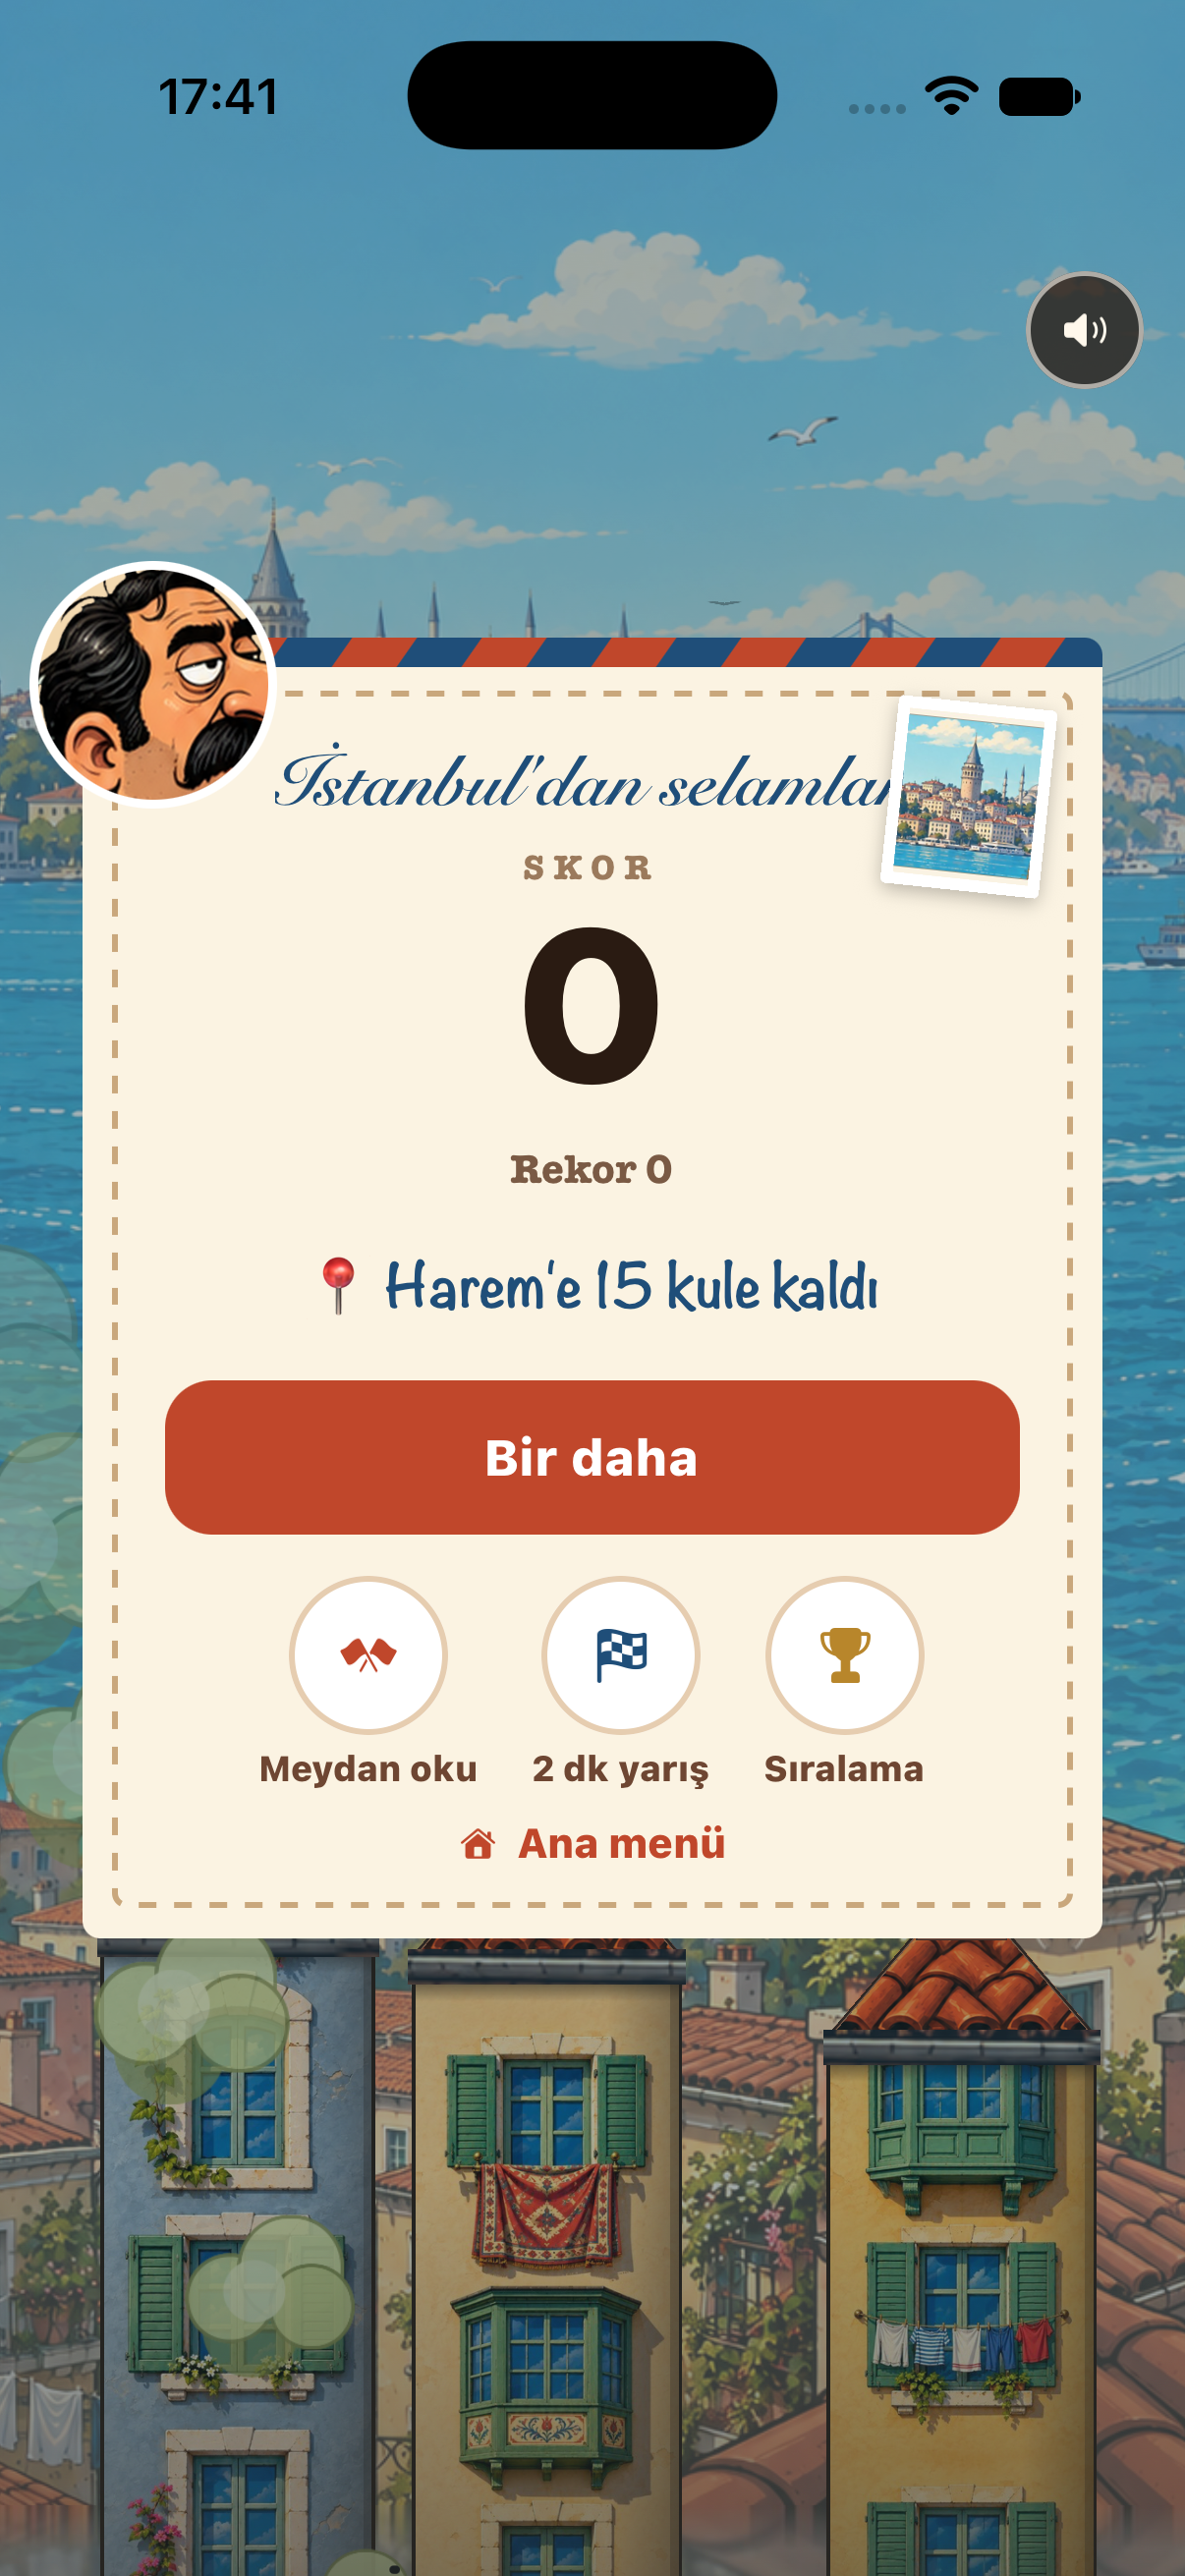 17:41
İstanbul'dan selamlar
SKOR
0
Rekor 0
Harem'e 15 kule kaldı
Bir daha
Meydan oku
2 dk yarış
Sıralama
Ana menü